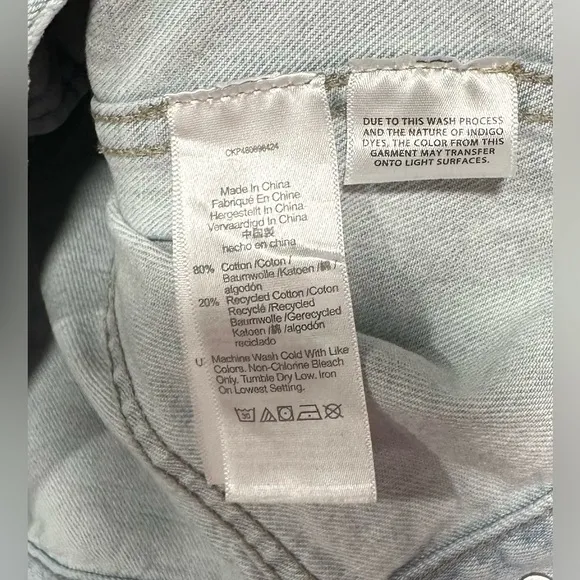 CKP480696424
Made In China
Fabriqué En Chine
Hergestellt In China
Vervaardigd In China
中国製
hecho en china
80% Cotton /Coton /
Baumwolle /Katoen /綿 /
algodón
20% Recycled Cotton /Coton
Recyclé /Recycled
Baumwolle /Gerecycled
Katoen /綿 /algodón
reciclado
U: Machine Wash Cold With Like
Colors. Non-Chlorine Bleach
Only. Tumble Dry Low. Iron
On Lowest Setting.
30
DUE TO THIS WASH PROCESS
AND THE NATURE OF INDIGO
DYES, THE COLOR FROM THIS
GARMENT MAY TRANSFER
ONTO LIGHT SURFACES.